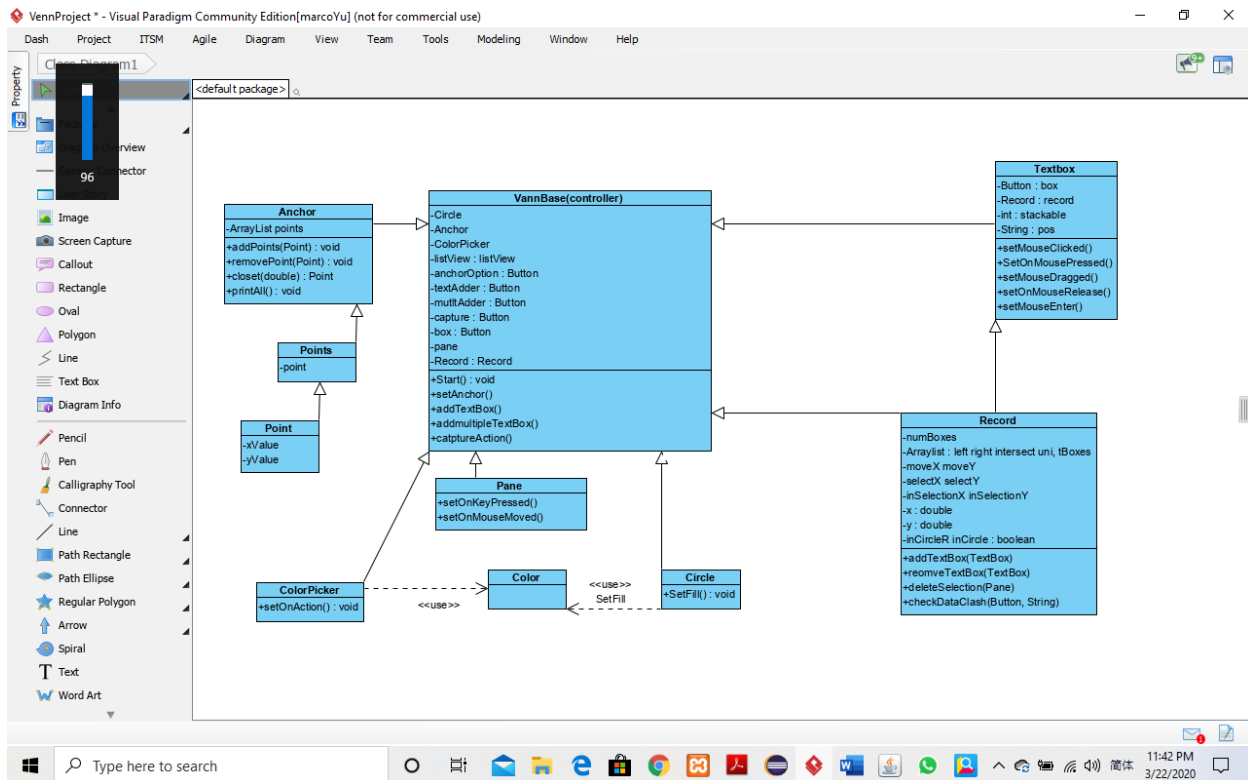 VennProject * - Visual Paradigm Community Edition[marcoYu] (not for commercial use)
Dash Project ITSM Agile Diagram View Team Tools Modeling Window Help
Diagram1
Property
<default package>
96
Overview
Image
Screen Capture
Callout
Rectangle
Oval
Polygon
Line
Text Box
Diagram Info
Pencil
Pen
Calligraphy Tool
Connector
Line
Path Rectangle
Path Ellipse
Regular Polygon
Arrow
Spiral
Text
Word Art
Anchor
-ArrayList points
+addPoints(Point) : void
+removePoint(Point) : void
+closet(double) : Point
+printAll() : void
Points
-point
Point
-xValue
-yValue
VannBase(controller)
-Circle
-Anchor
-ColorPicker
-listView : listView
-anchorOption : Button
-textAdder : Button
-mutltAdder : Button
-capture : Button
-box : Button
-pane
-Record : Record
+Start() : void
+setAnchor()
+addTextBox()
+addmultipleTextBox()
+catptureAction()
Textbox
-Button : box
-Record : record
-int : stackable
-String : pos
+setMouseClicked()
+SetOnMousePressed()
+setMouseDragged()
+setOnMouseRelease()
+setMouseEnter()
Record
-numBoxes
-Arraylist : left right intersect uni, tBoxes
-moveX moveY
-selectX selectY
-inSelectionX inSelectionY
-x : double
-y : double
-inCircleR inCircle : boolean
+addTextBox(TextBox)
+reomveTextBox(TextBox)
+deleteSelection(Pane)
+checkDataClash(Button, String)
Pane
+setOnKeyPressed()
+setOnMouseMoved()
ColorPicker
+setOnAction() : void
<<use>>
Color
<<use>>
SetFill
Circle
+SetFill() : void
Type here to search
简体
11:42 PM
3/22/2020